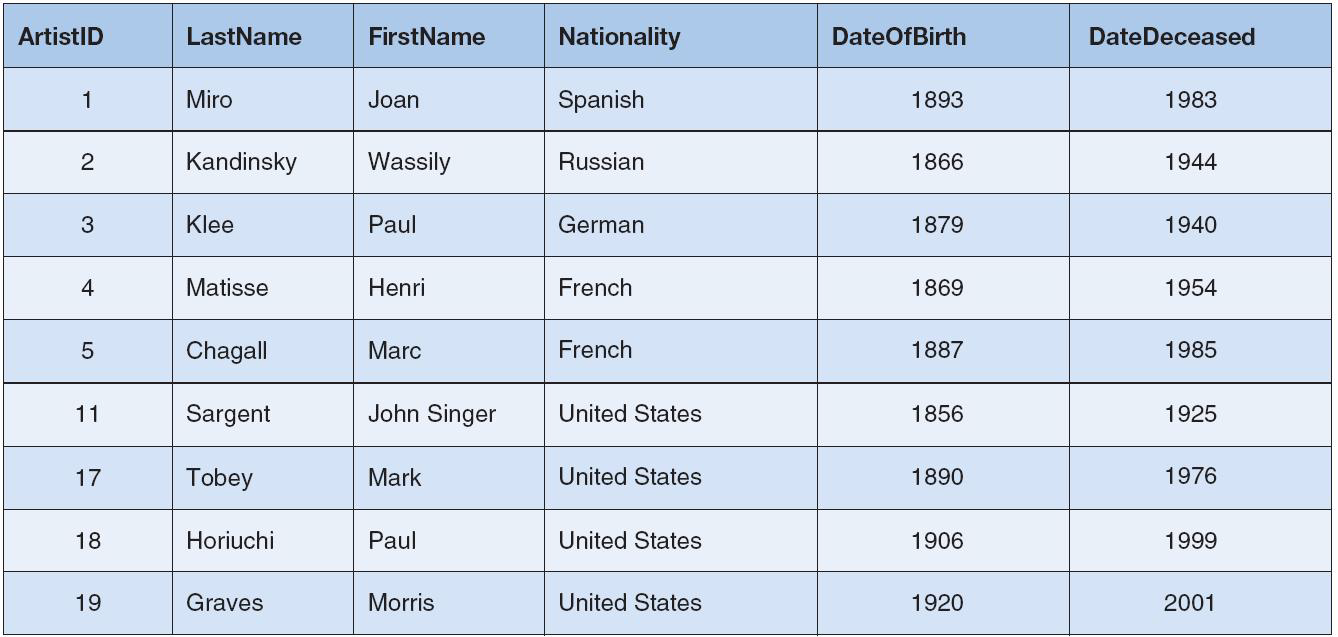 ArtistID LastName FirstName Nationality DateOfBirth DateDeceased
1 Miro Joan Spanish 1893 1983
2 Kandinsky Wassily Russian 1866 1944
3 Klee Paul German 1879 1940
4 Matisse Henri French 1869 1954
5 Chagall Marc French 1887 1985
11 Sargent John Singer United States 1856 1925
17 Tobey Mark United States 1890 1976
18 Horiuchi Paul United States 1906 1999
19 Graves Morris United States 1920 2001